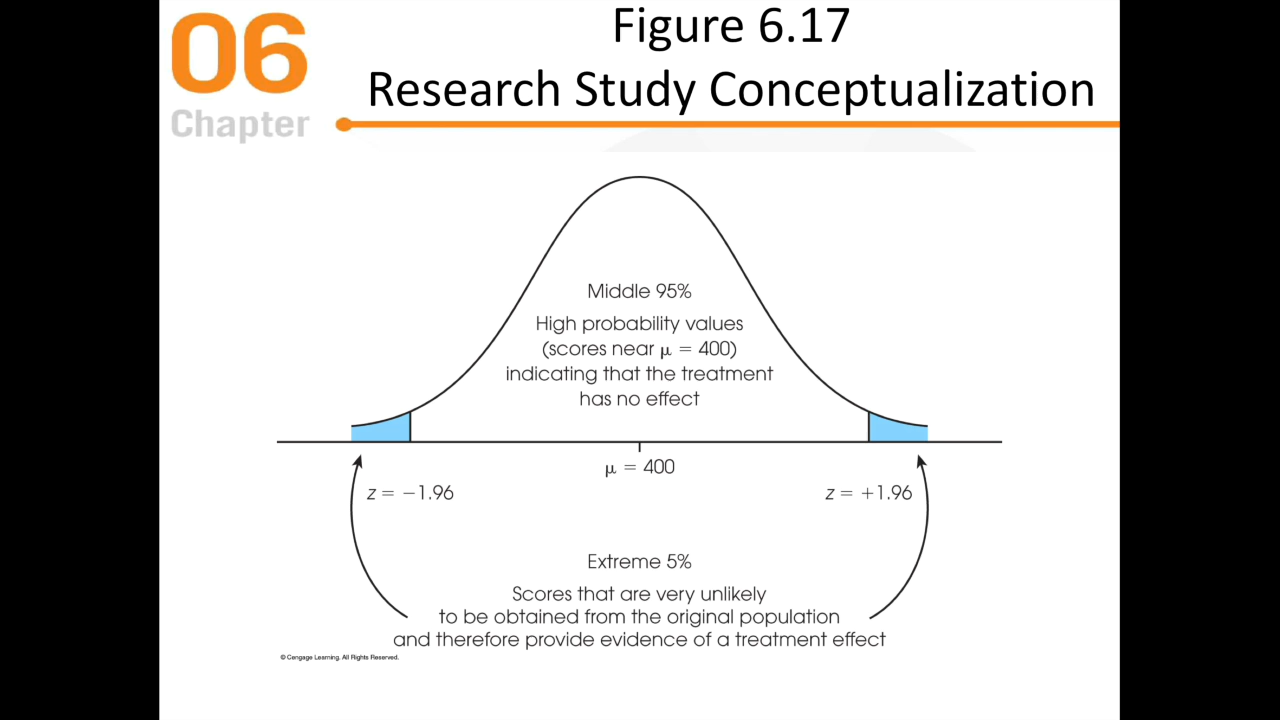 06
Chapter
Figure 6.17
Research Study Conceptualization
Middle 95%
High probability values
(scores near μ = 400)
indicating that the treatment
has no effect
μ = 400
z = −1.96
z = +1.96
Extreme 5%
Scores that are very unlikely
to be obtained from the original population
and therefore provide evidence of a treatment effect
© Cengage Learning. All Rights Reserved.